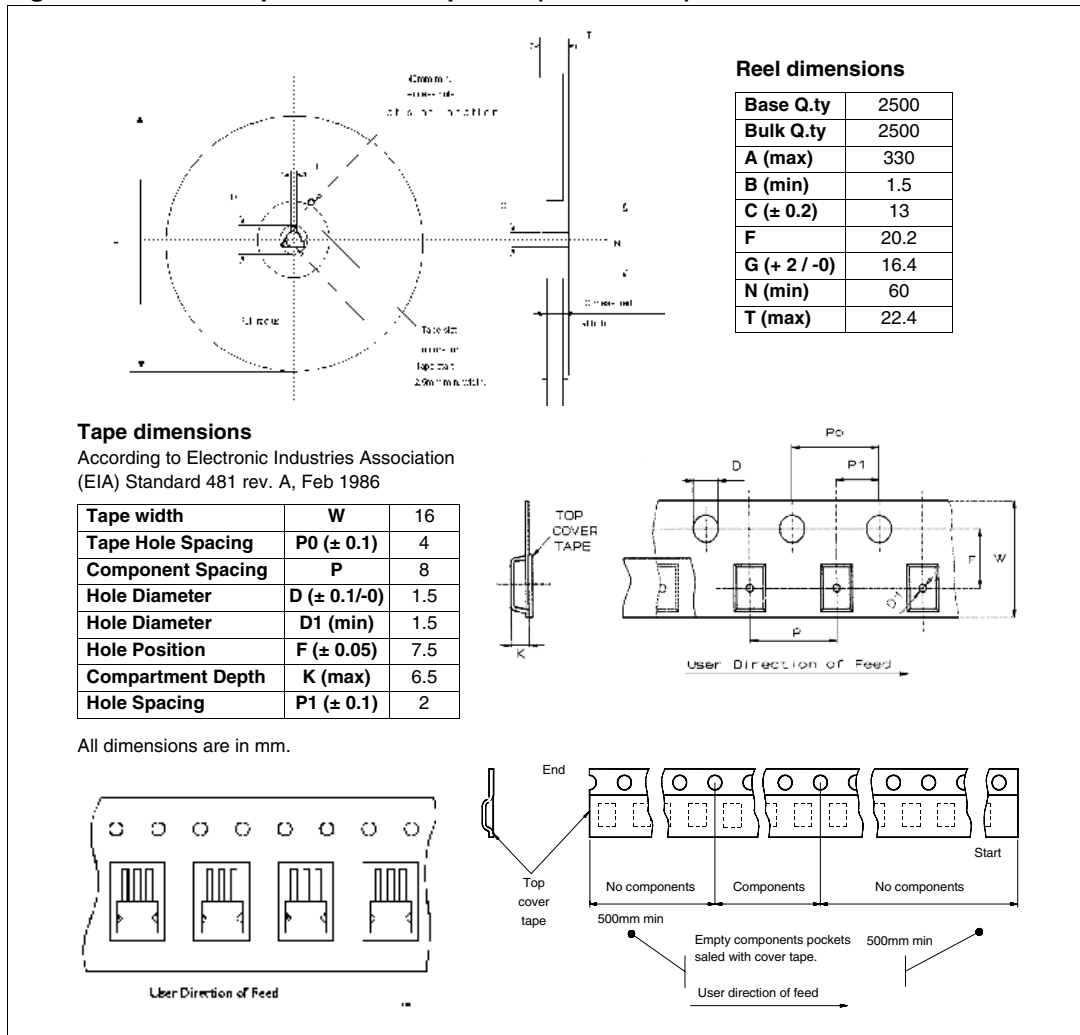 T
Reel dimensions
Base Q.ty 2500
Bulk Q.ty 2500
A (max) 330
B (min) 1.5
C (± 0.2) 13
F 20.2
G (+ 2 / -0) 16.4
N (min) 60
T (max) 22.4
N
Tape slot
Tape start
Tape dimensions
According to Electronic Industries Association
(EIA) Standard 481 rev. A, Feb 1986
Tape width W 16
Tape Hole Spacing P0 (± 0.1) 4
Component Spacing P 8
Hole Diameter D (± 0.1/-0) 1.5
Hole Diameter D1 (min) 1.5
Hole Position F (± 0.05) 7.5
Compartment Depth K (max) 6.5
Hole Spacing P1 (± 0.1) 2
All dimensions are in mm.
Po
D P1
TOP
COVER
TAPE
F W
D1
K P
User Direction of Feed
End
Start
Top
cover
tape
No components Components No components
500mm min
Empty components pockets
saled with cover tape.
500mm min
User direction of feed
User Direction of Feed